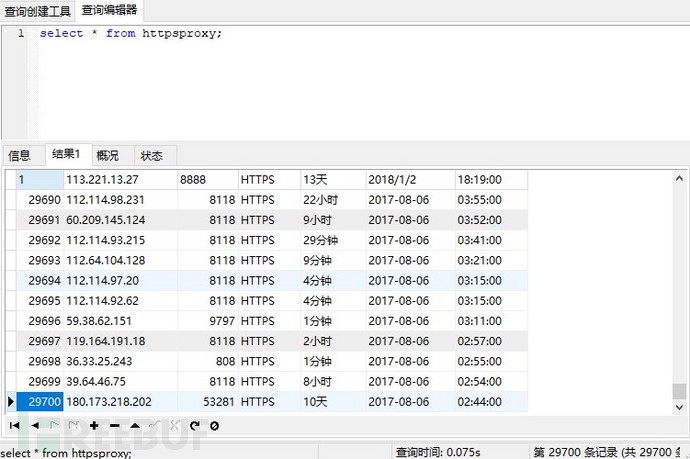 查询创建工具 查询编辑器
1 select * from httpsproxy;
信息 结果1 概况 状态
1 113.221.13.27 8888 HTTPS 13天 2018/1/2 18:19:00
29690 112.114.98.231 8118 HTTPS 22小时 2017-08-06 03:55:00
29691 60.209.145.124 8118 HTTPS 9小时 2017-08-06 03:52:00
29692 112.114.93.215 8118 HTTPS 29分钟 2017-08-06 03:41:00
29693 112.64.104.128 8118 HTTPS 9分钟 2017-08-06 03:21:00
29694 112.114.97.20 8118 HTTPS 4分钟 2017-08-06 03:15:00
29695 112.114.92.62 8118 HTTPS 4分钟 2017-08-06 03:15:00
29696 59.38.62.151 9797 HTTPS 1分钟 2017-08-06 03:11:00
29697 119.164.191.18 8118 HTTPS 2小时 2017-08-06 02:57:00
29698 36.33.25.243 808 HTTPS 1分钟 2017-08-06 02:55:00
29699 39.64.46.75 8118 HTTPS 8小时 2017-08-06 02:54:00
29700 180.173.218.202 53281 HTTPS 10天 2017-08-06 02:44:00
FREEBUF
select * from httpsproxy; 查询时间: 0.075s 第 29700 条记录 (共 29700 条